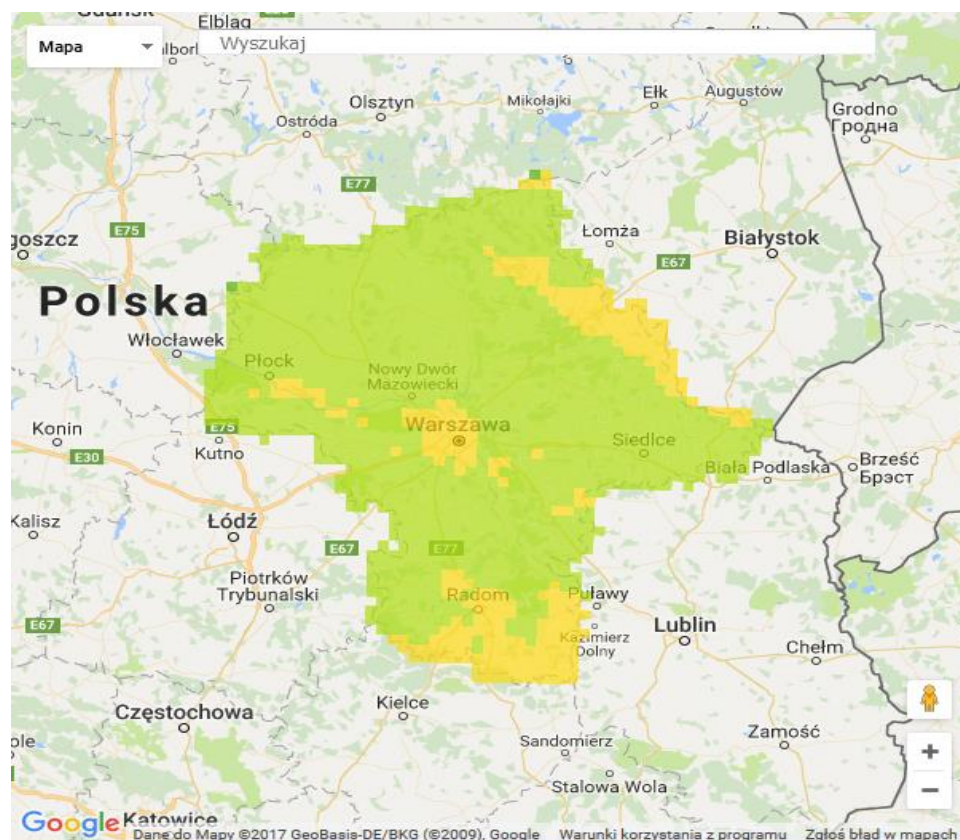 Gdańsk
Elbląg
Mapa
Wyszukaj
Olsztyn
Mikołajki
Ełk
Augustów
Ostróda
Grodno
Гродна
E77
E75
Łomża
Białystok
goszcz
E67
Polska
Włocławek
Płock
Nowy Dwór
Mazowiecki
Konin
E75
Warszawa
Siedlce
E30
Kutno
Biała Podlaska
Brześć
Брэст
Kalisz
Łódź
E67
E77
Piotrków
Trybunalski
Radom
Puławy
E67
Lublin
Kazimierz
Dolny
Chełm
Kielce
Częstochowa
Zamość
Sandomierz
ole
Stalowa Wola
+
−
Google
Katowice
Dane do Mapy ©2017 GeoBasis-DE/BKG (©2009), Google
Warunki korzystania z programu
Zgłoś błąd w mapach